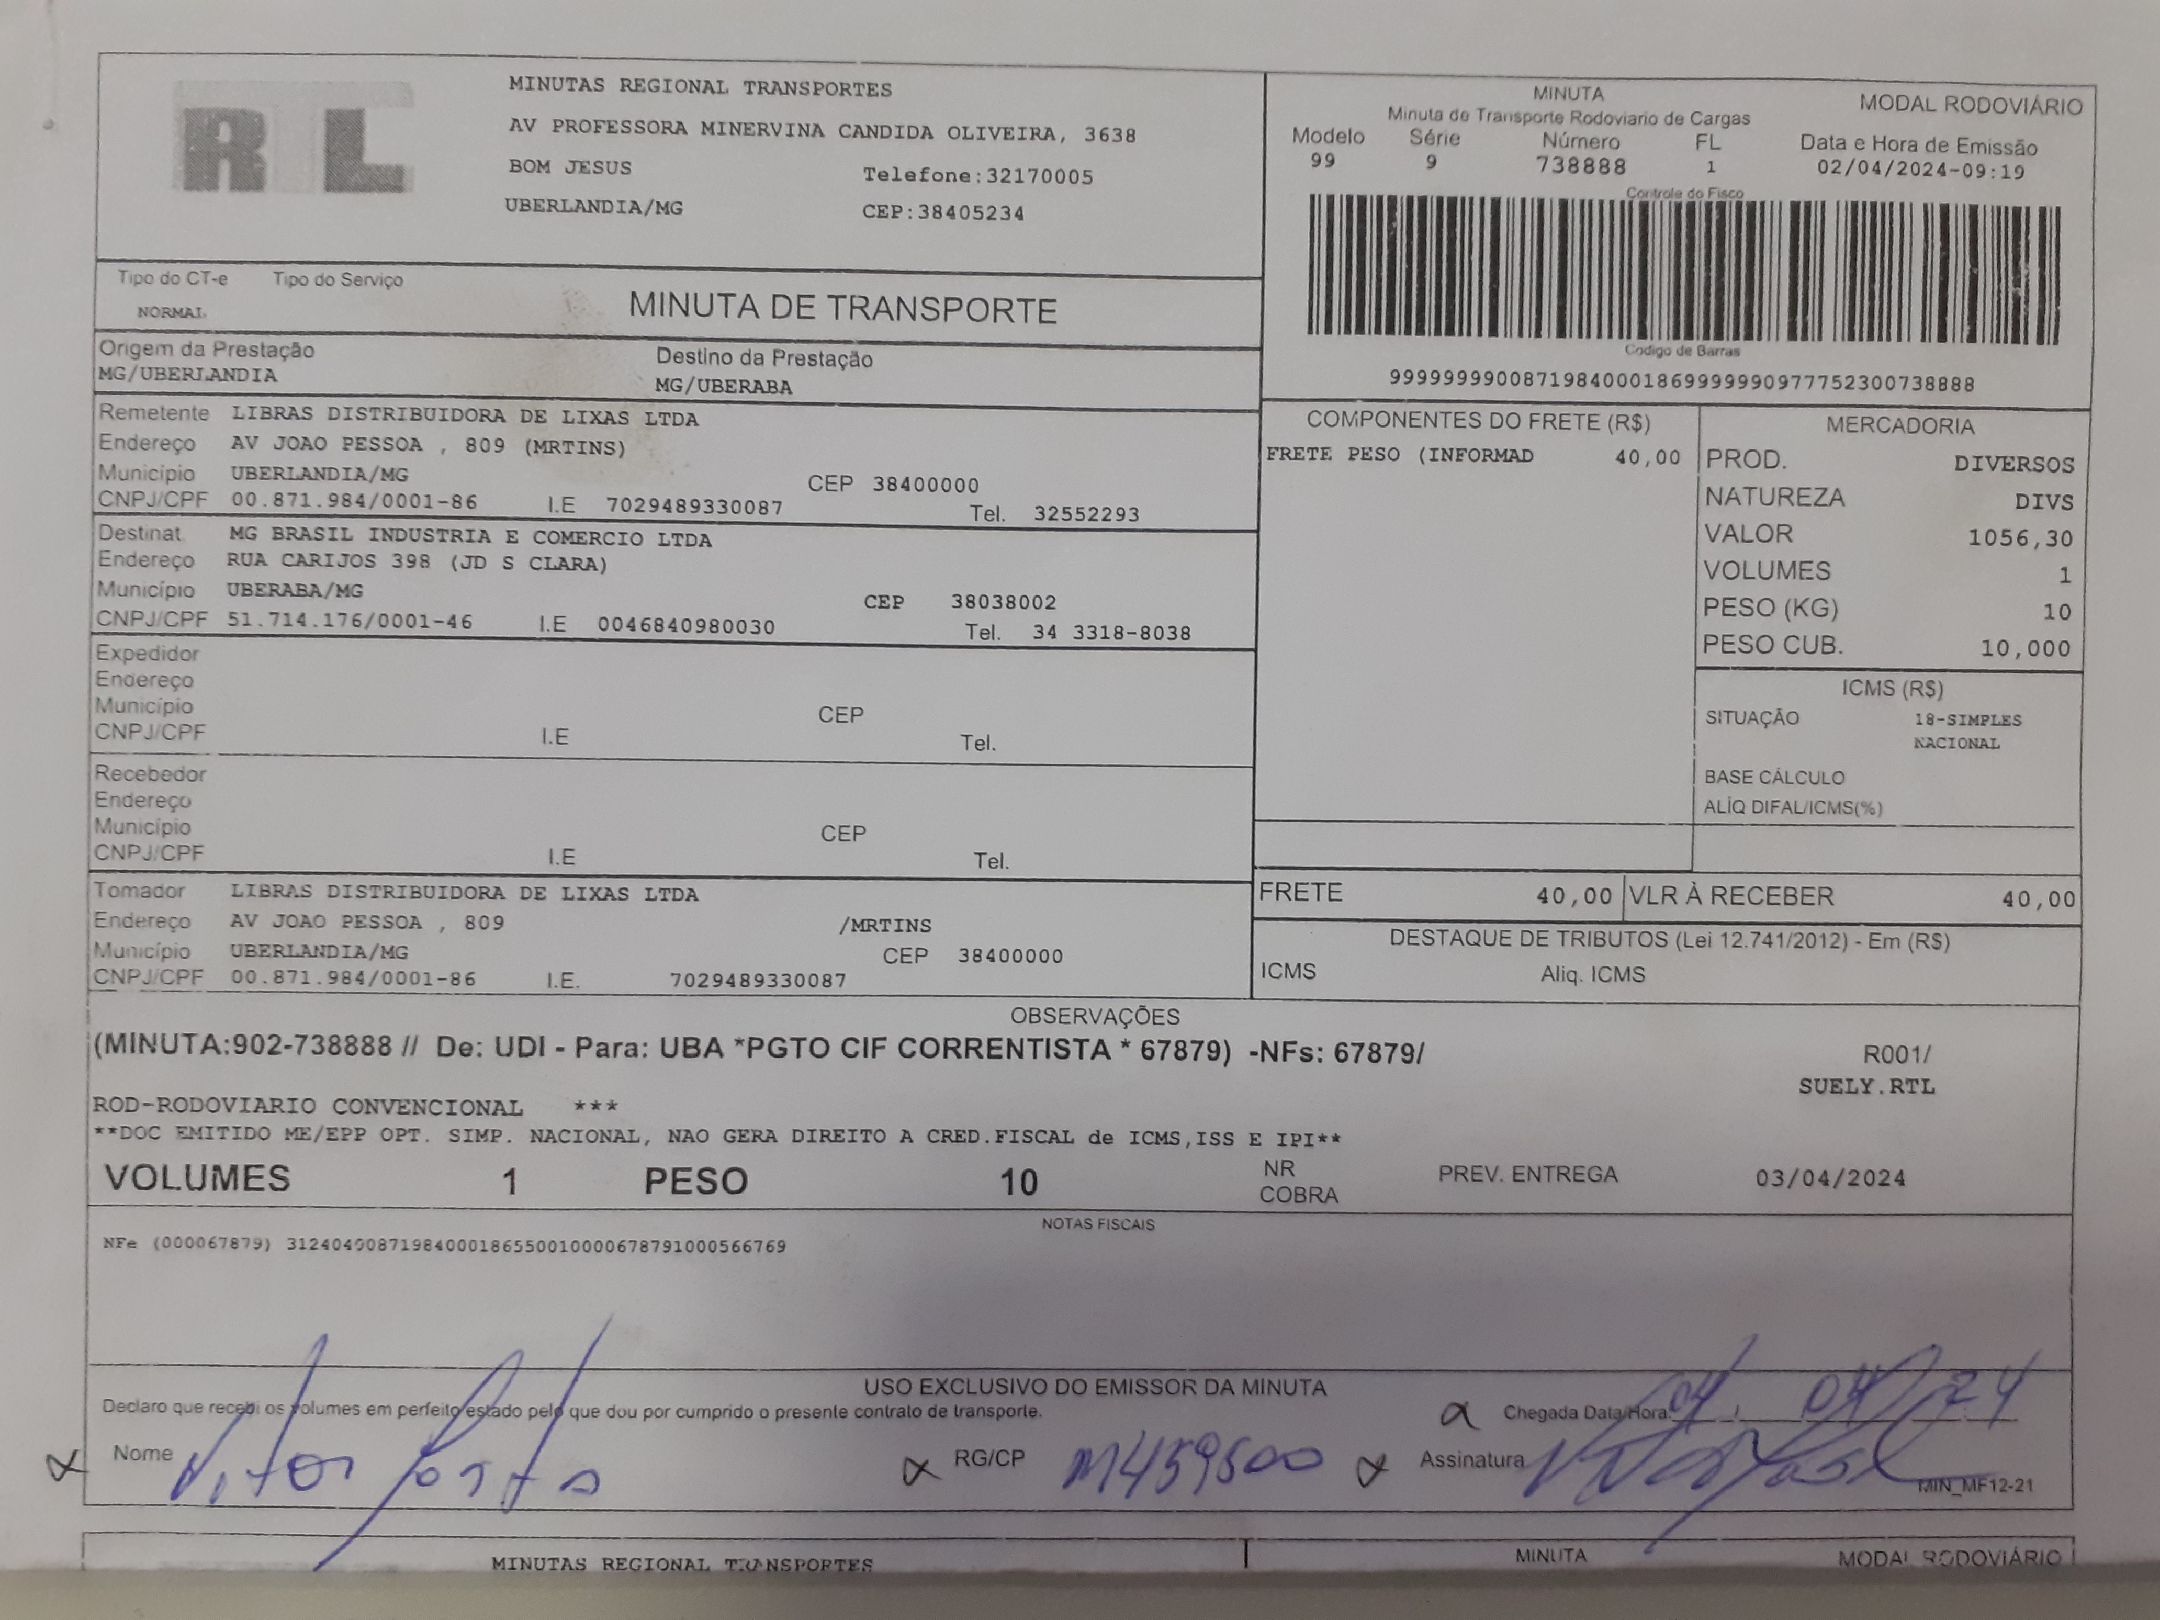 RTL
MINUTAS REGIONAL TRANSPORTES
AV PROFESSORA MINERVINA CANDIDA OLIVEIRA, 3638
BOM JESUS Telefone:32170005
UBERLANDIA/MG CEP:38405234
MINUTA MODAL RODOVIÁRIO
Minuta de Transporte Rodoviario de Cargas
Modelo Série Número FL Data e Hora de Emissão
99 9 738888 1 02/04/2024-09:19
Controle do Fisco
Codigo de Barras
99999999008719840001869999990977752300738888
Tipo do CT-e Tipo do Serviço
NORMAL
MINUTA DE TRANSPORTE
Origem da Prestação Destino da Prestação
MG/UBERLANDIA MG/UBERABA
Remetente LIBRAS DISTRIBUIDORA DE LIXAS LTDA
Endereço AV JOAO PESSOA , 809 (MRTINS)
Município UBERLANDIA/MG CEP 38400000
CNPJ/CPF 00.871.984/0001-86 I.E 7029489330087 Tel. 32552293
Destinat MG BRASIL INDUSTRIA E COMERCIO LTDA
Endereço RUA CARIJOS 398 (JD S CLARA)
Município UBERABA/MG CEP 38038002
CNPJ/CPF 51.714.176/0001-46 I.E 0046840980030 Tel. 34 3318-8038
Expedidor
Endereço
Município CEP
CNPJ/CPF I.E Tel.
Recebedor
Endereço
Município CEP
CNPJ/CPF I.E Tel.
Tomador LIBRAS DISTRIBUIDORA DE LIXAS LTDA
Endereço AV JOAO PESSOA , 809 /MRTINS
Município UBERLANDIA/MG CEP 38400000
CNPJ/CPF 00.871.984/0001-86 I.E. 7029489330087
COMPONENTES DO FRETE (R$)
FRETE PESO (INFORMAD 40,00
MERCADORIA
PROD. DIVERSOS
NATUREZA DIVS
VALOR 1056,30
VOLUMES 1
PESO (KG) 10
PESO CUB. 10,000
ICMS (R$)
SITUAÇÃO 18-SIMPLES
NACIONAL
BASE CÁLCULO
ALÍQ DIFAL/ICMS(%)
FRETE 40,00 VLR À RECEBER 40,00
DESTAQUE DE TRIBUTOS (Lei 12.741/2012) - Em (R$)
ICMS Aliq. ICMS
OBSERVAÇÕES
(MINUTA:902-738888 // De: UDI - Para: UBA *PGTO CIF CORRENTISTA * 67879) -NFs: 67879/ R001/
SUELY.RTL
ROD-RODOVIARIO CONVENCIONAL ***
**DOC EMITIDO ME/EPP OPT. SIMP. NACIONAL, NAO GERA DIREITO A CRED.FISCAL de ICMS,ISS E IPI**
VOLUMES 1 PESO 10 NR COBRA PREV. ENTREGA 03/04/2024
NOTAS FISCAIS
NFe (000067879) 31240400871984000186550010000678791000566769
USO EXCLUSIVO DO EMISSOR DA MINUTA
Declaro que recebi os volumes em perfeito estado pelo que dou por cumprido o presente contrato de transporte. Chegada Data/Hora: 04 / 04 24
Nome Vitor RG/CP M459500 Assinatura
MIN_MF12-21
MINUTAS REGIONAL TRANSPORTES MINUTA MODAL RODOVIÁRIO